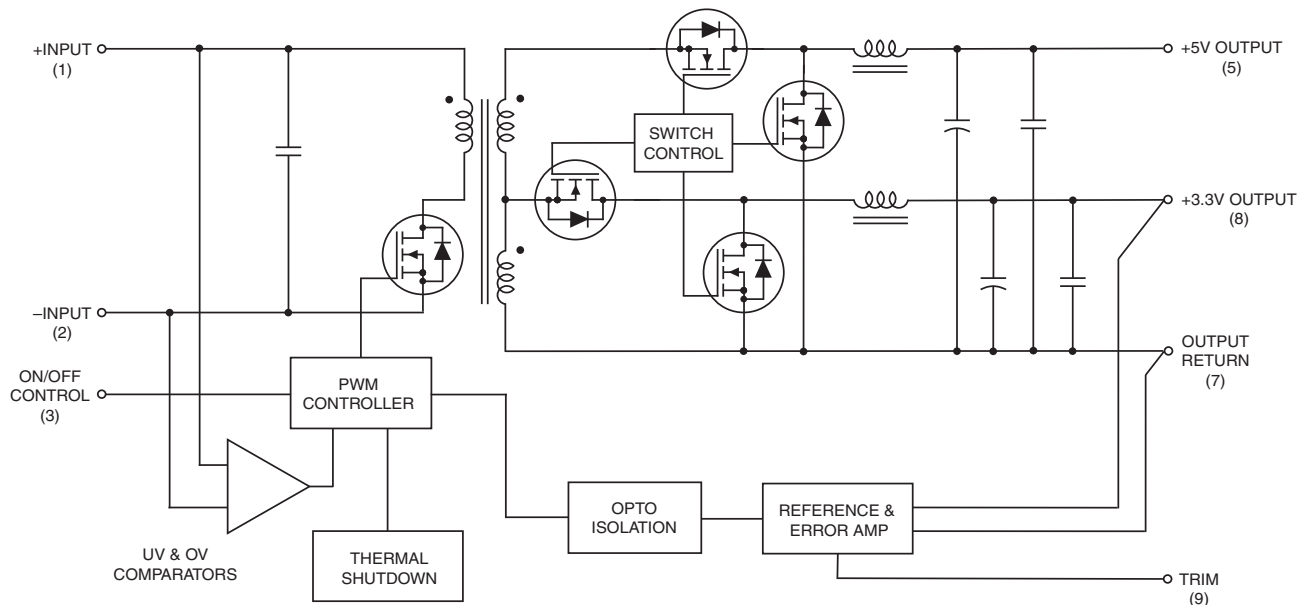 +INPUT
(1)
+5V OUTPUT
(5)
SWITCH
CONTROL
+3.3V OUTPUT
(8)
–INPUT
(2)
OUTPUT
RETURN
(7)
ON/OFF
CONTROL
(3)
PWM
CONTROLLER
OPTO
ISOLATION
REFERENCE &
ERROR AMP
UV & OV
COMPARATORS
THERMAL
SHUTDOWN
TRIM
(9)